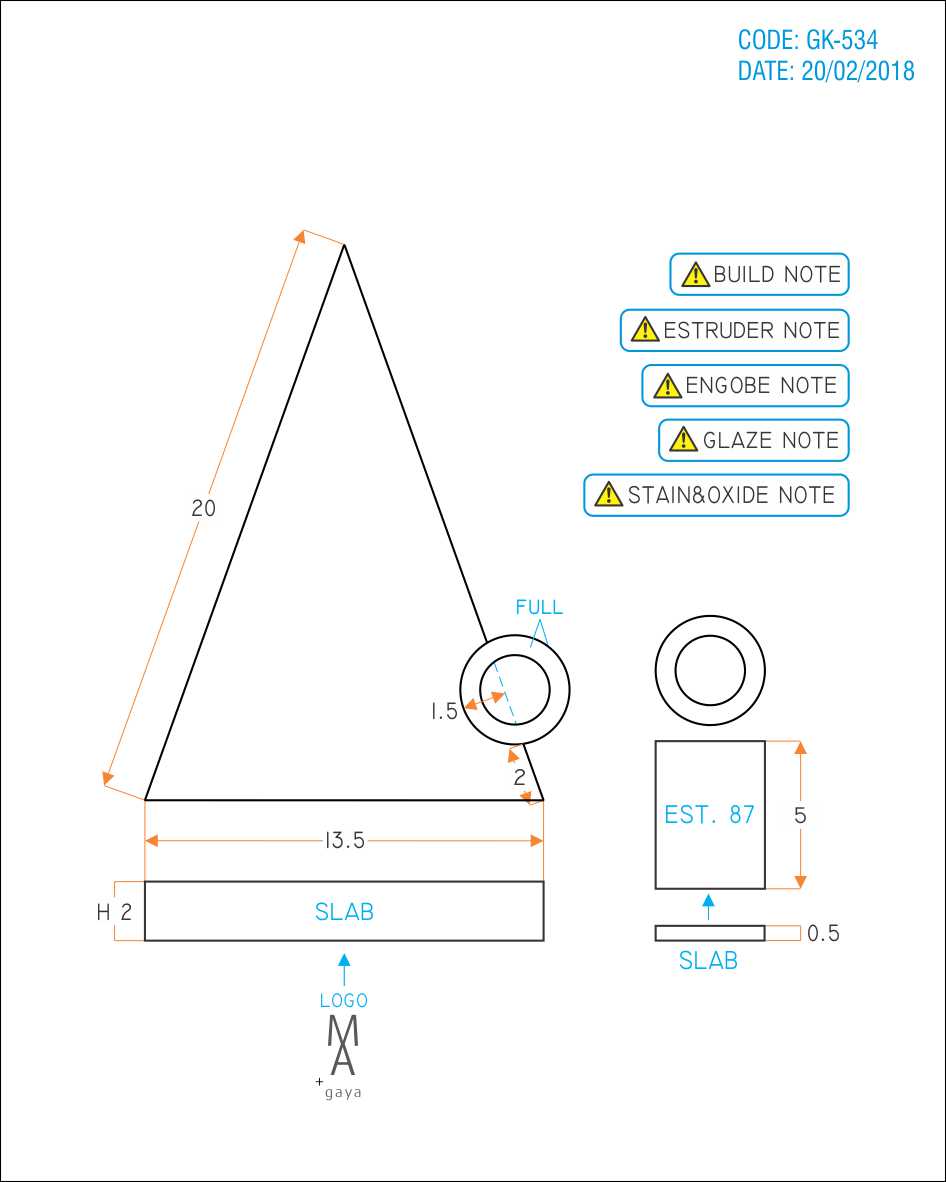 CODE: GK-534
DATE: 20/02/2018
BUILD NOTE
ESTRUDER NOTE
ENGOBE NOTE
GLAZE NOTE
STAIN&OXIDE NOTE
20
FULL
1.5
2
13.5
EST. 87
5
H 2
SLAB
0.5
SLAB
LOGO
MA
+
gaya